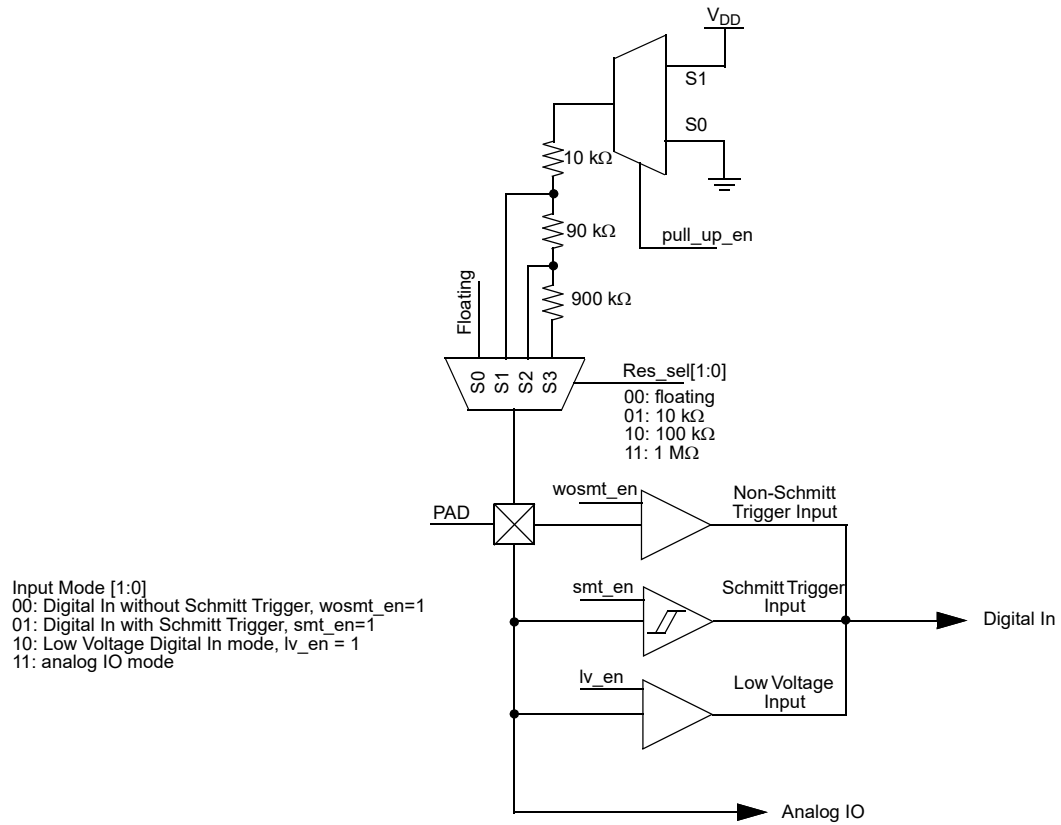 VDD
S1
S0
10 kΩ
pull_up_en
90 kΩ
900 kΩ
Floating
S0
S1
S2
S3
Res_sel[1:0]
00: floating
01: 10 kΩ
10: 100 kΩ
11: 1 MΩ
wosmt_en
Non-Schmitt
Trigger Input
PAD
Input Mode [1:0]
00: Digital In without Schmitt Trigger, wosmt_en=1
01: Digital In with Schmitt Trigger, smt_en=1
10: Low Voltage Digital In mode, lv_en = 1
11: analog IO mode
smt_en
Schmitt Trigger
Input
Digital In
lv_en
Low Voltage
Input
Analog IO